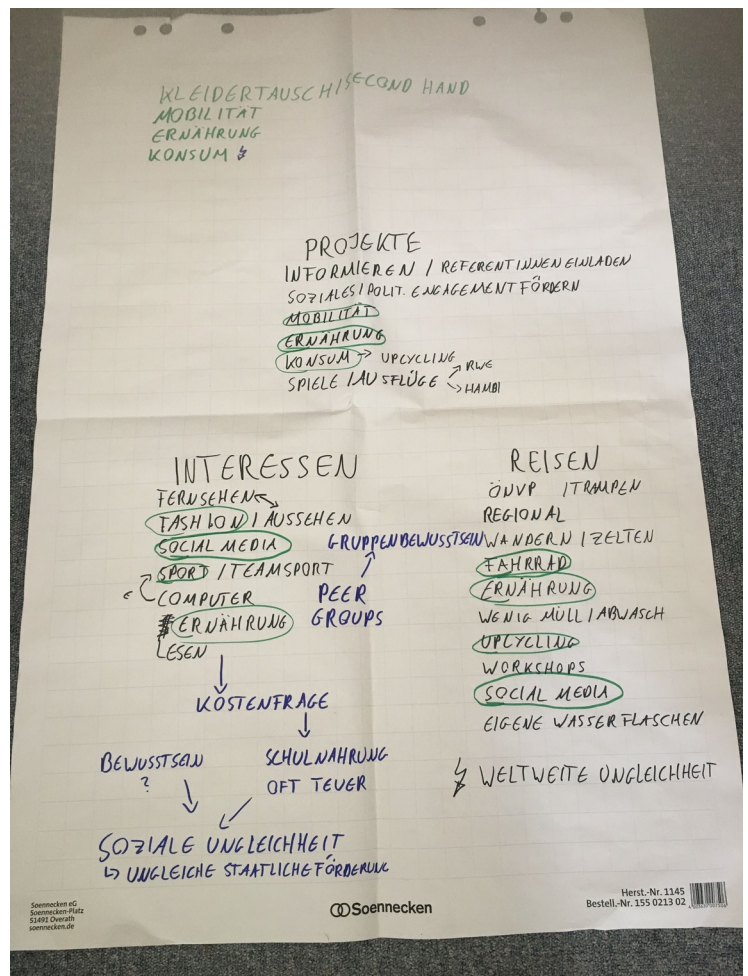 KLEIDERTAUSCH/SECOND HAND
MOBILITÄT
ERNÄHRUNG
KONSUM
PROJEKTE
INFORMIEREN / REFERENTINNEN EINLADEN
SOZIALES/POLIT. ENGAGEMENT FÖRDERN
MOBILITÄT
ERNÄHRUNG
KONSUM → UPCYCLING
SPIELE / AUSFLÜGE
RWE
HAMBI
INTERESSEN
FERNSEHEN
FASHION / AUSSEHEN
SOCIAL MEDIA
SPORT / TEAMSPORT
COMPUTER
ERNÄHRUNG
LESEN
GRUPPENBEWUSSTSEIN
PEER
GROUPS
KOSTENFRAGE
BEWUSSTSEIN
?
SCHULNAHRUNG
OFT TEUER
SOZIALE UNGLEICHHEIT
↳ UNGLEICHE STAATLICHE FÖRDERUNG
REISEN
ÖNVP / TRAMPEN
REGIONAL
WANDERN / ZELTEN
FAHRRAD
ERNÄHRUNG
WENIG MÜLL / ABWASCH
UPCYCLING
WORKSHOPS
SOCIAL MEDIA
EIGENE WASSERFLASCHEN
WELTWEITE UNGLEICHHEIT
Soennecken eG
Soennecken-Platz
51491 Overath
soennecken.de
Soennecken
Herst.-Nr. 1145
Bestell.-Nr. 155 0213 02